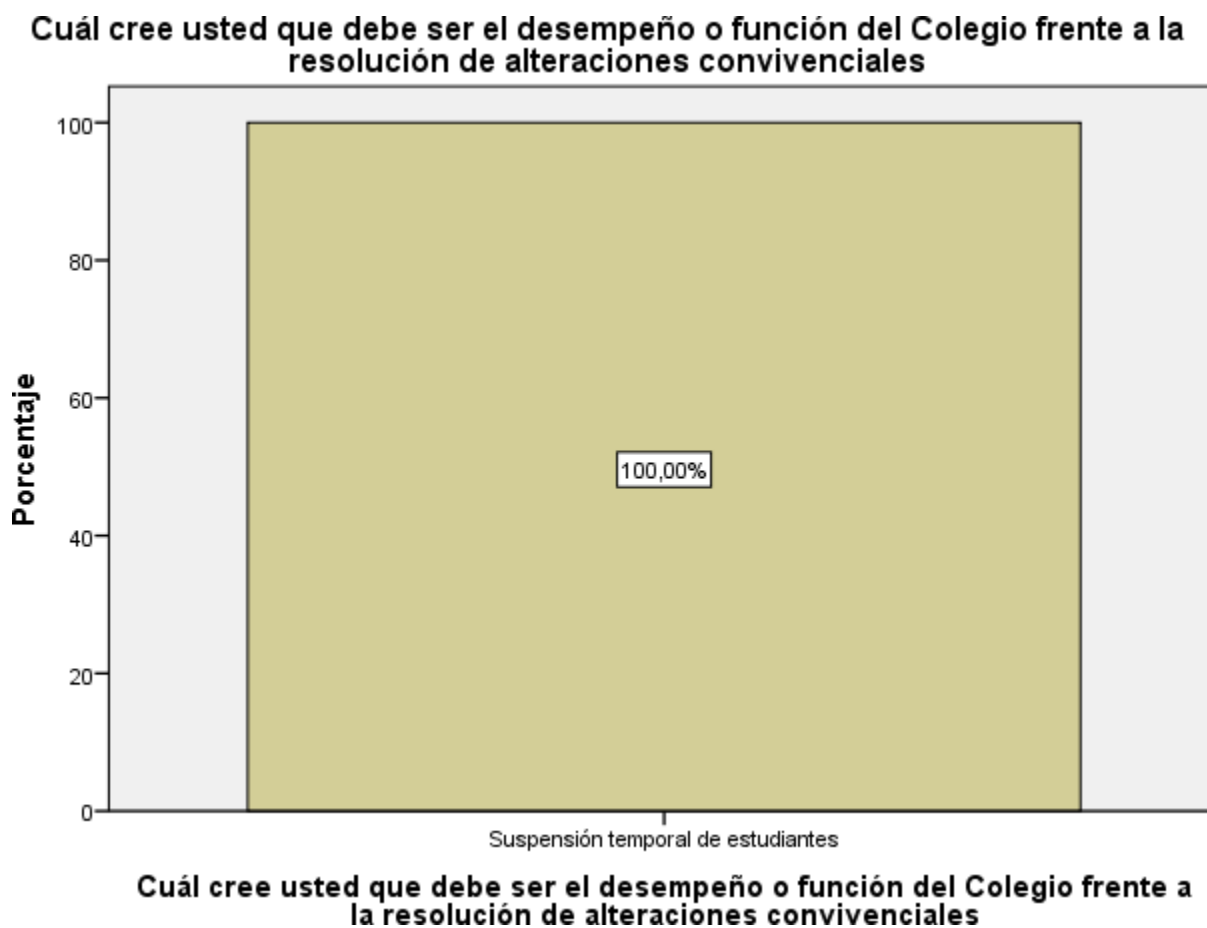 Cuál cree usted que debe ser el desempeño o función del Colegio frente a la
resolución de alteraciones convivenciales
100
80
60
40
20
0
Porcentaje
100,00%
Suspensión temporal de estudiantes
Cuál cree usted que debe ser el desempeño o función del Colegio frente a
la resolución de alteraciones convivenciales